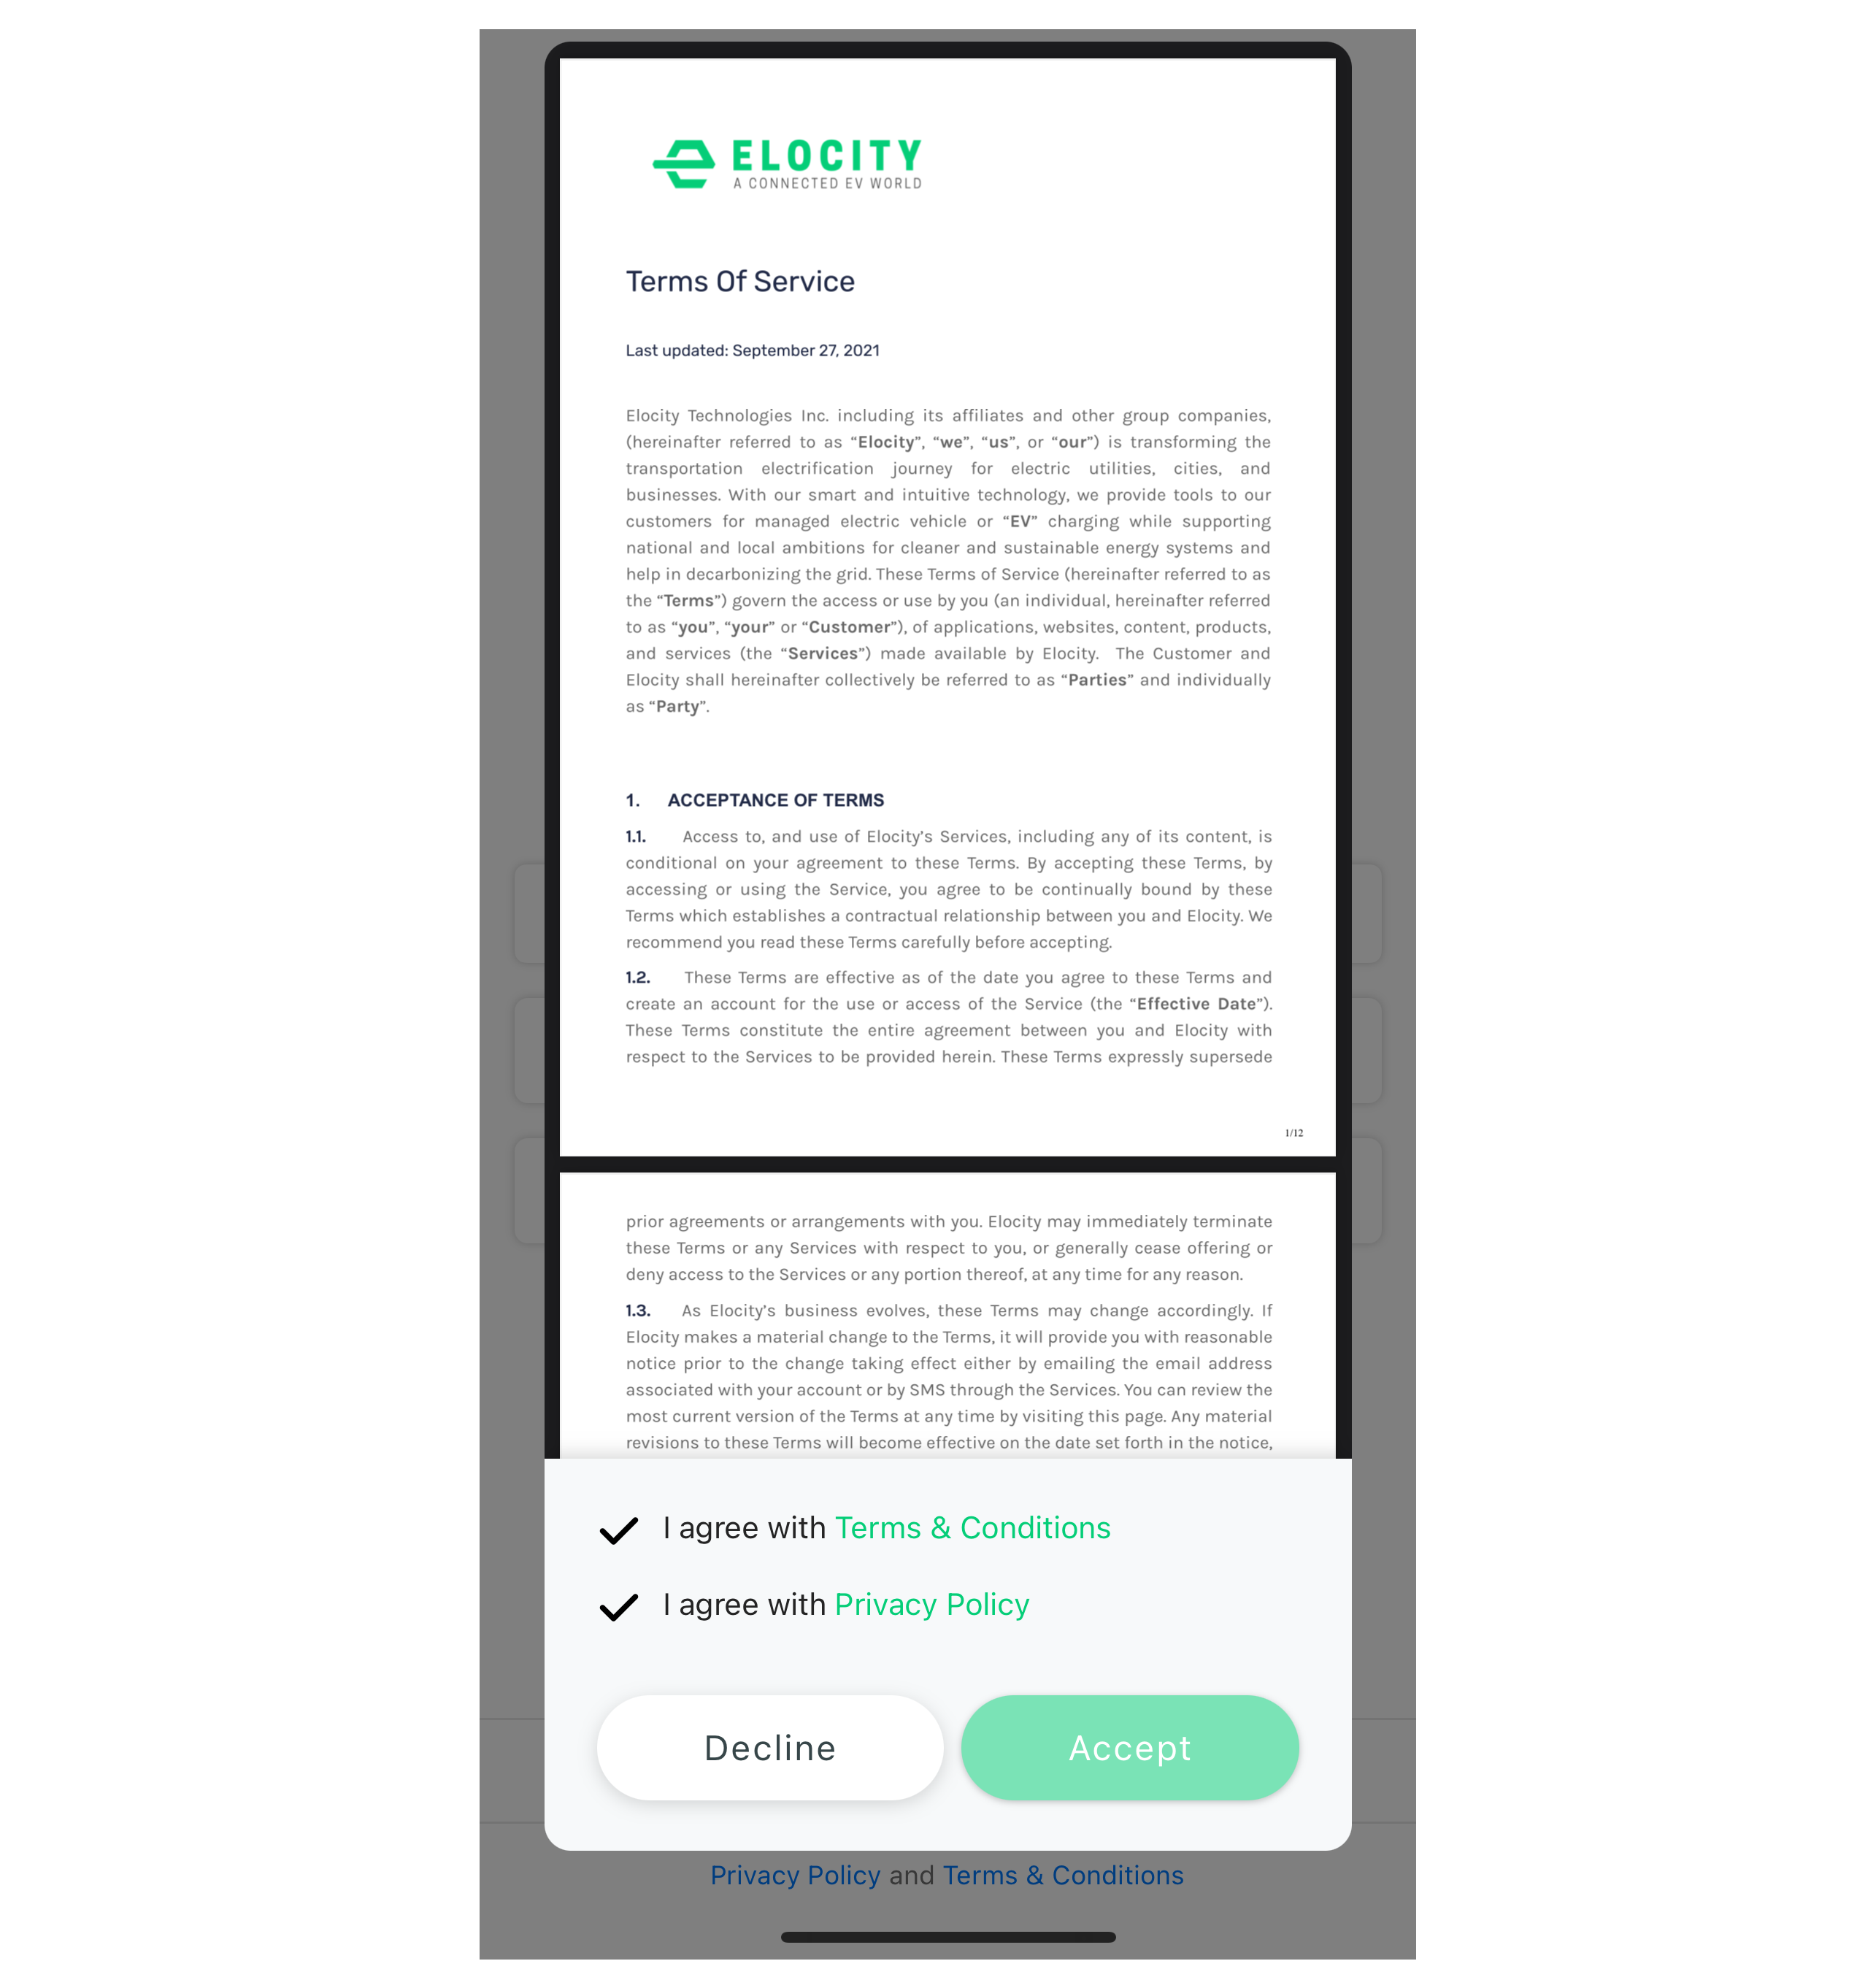 ELOCITY
A CONNECTED EV WORLD
Terms Of Service
Last updated: September 27, 2021
Elocity Technologies Inc. including its affiliates and other group companies,
(hereinafter referred to as “Elocity”, “we”, “us”, or “our”) is transforming the
transportation electrification journey for electric utilities, cities, and
businesses. With our smart and intuitive technology, we provide tools to our
customers for managed electric vehicle or “EV” charging while supporting
national and local ambitions for cleaner and sustainable energy systems and
help in decarbonizing the grid. These Terms of Service (hereinafter referred to as
the “Terms”) govern the access or use by you (an individual, hereinafter referred
to as “you”, “your” or “Customer”), of applications, websites, content, products,
and services (the “Services”) made available by Elocity. The Customer and
Elocity shall hereinafter collectively be referred to as “Parties” and individually
as “Party”.
1. ACCEPTANCE OF TERMS
1.1. Access to, and use of Elocity’s Services, including any of its content, is
conditional on your agreement to these Terms. By accepting these Terms, by
accessing or using the Service, you agree to be continually bound by these
Terms which establishes a contractual relationship between you and Elocity. We
recommend you read these Terms carefully before accepting.
1.2. These Terms are effective as of the date you agree to these Terms and
create an account for the use or access of the Service (the “Effective Date”).
These Terms constitute the entire agreement between you and Elocity with
respect to the Services to be provided herein. These Terms expressly supersede
1/12
prior agreements or arrangements with you. Elocity may immediately terminate
these Terms or any Services with respect to you, or generally cease offering or
deny access to the Services or any portion thereof, at any time for any reason.
1.3. As Elocity’s business evolves, these Terms may change accordingly. If
Elocity makes a material change to the Terms, it will provide you with reasonable
notice prior to the change taking effect either by emailing the email address
associated with your account or by SMS through the Services. You can review the
most current version of the Terms at any time by visiting this page. Any material
revisions to these Terms will become effective on the date set forth in the notice,
I agree with Terms & Conditions
I agree with Privacy Policy
Decline Accept
Privacy Policy and Terms & Conditions